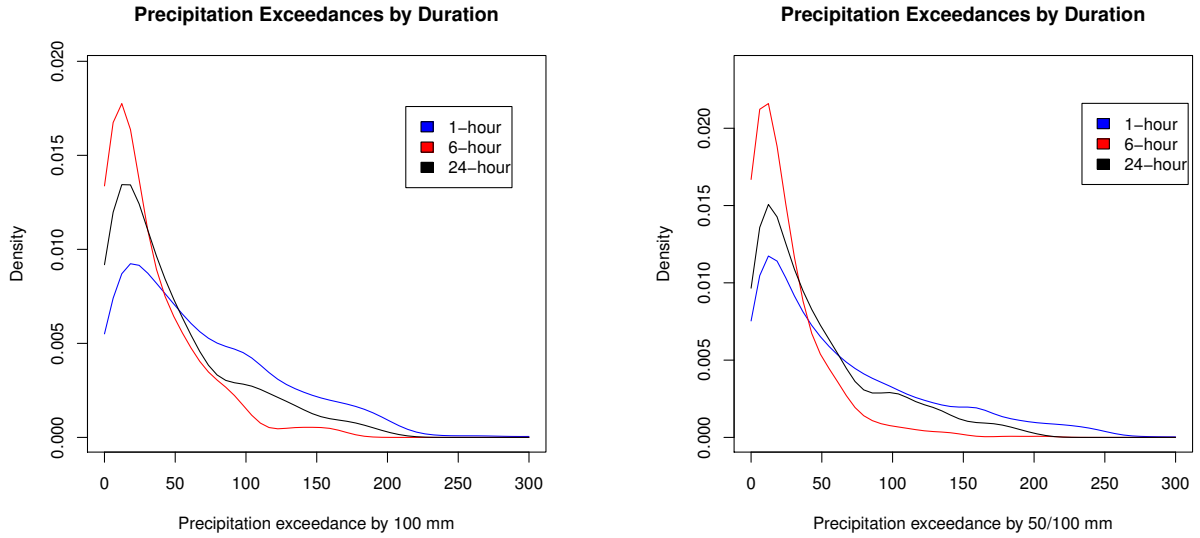 Precipitation Exceedances by Duration
0.020
0.015
0.010
0.005
0.000
Density
1−hour
6−hour
24−hour
0 50 100 150 200 250 300
Precipitation exceedance by 100 mm
Precipitation Exceedances by Duration
0.020
0.015
0.010
0.005
0.000
Density
1−hour
6−hour
24−hour
0 50 100 150 200 250 300
Precipitation exceedance by 50/100 mm